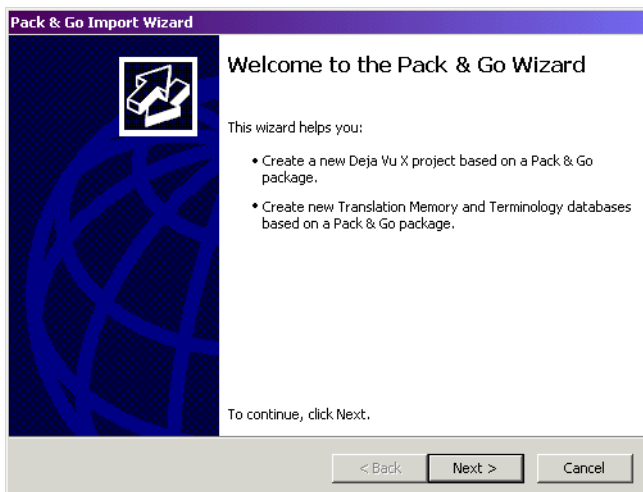 Pack & Go Import Wizard
Welcome to the Pack & Go Wizard
This wizard helps you:
• Create a new Deja Vu X project based on a Pack & Go
package.
• Create new Translation Memory and Terminology databases
based on a Pack & Go package.
To continue, click Next.
< Back
Next >
Cancel